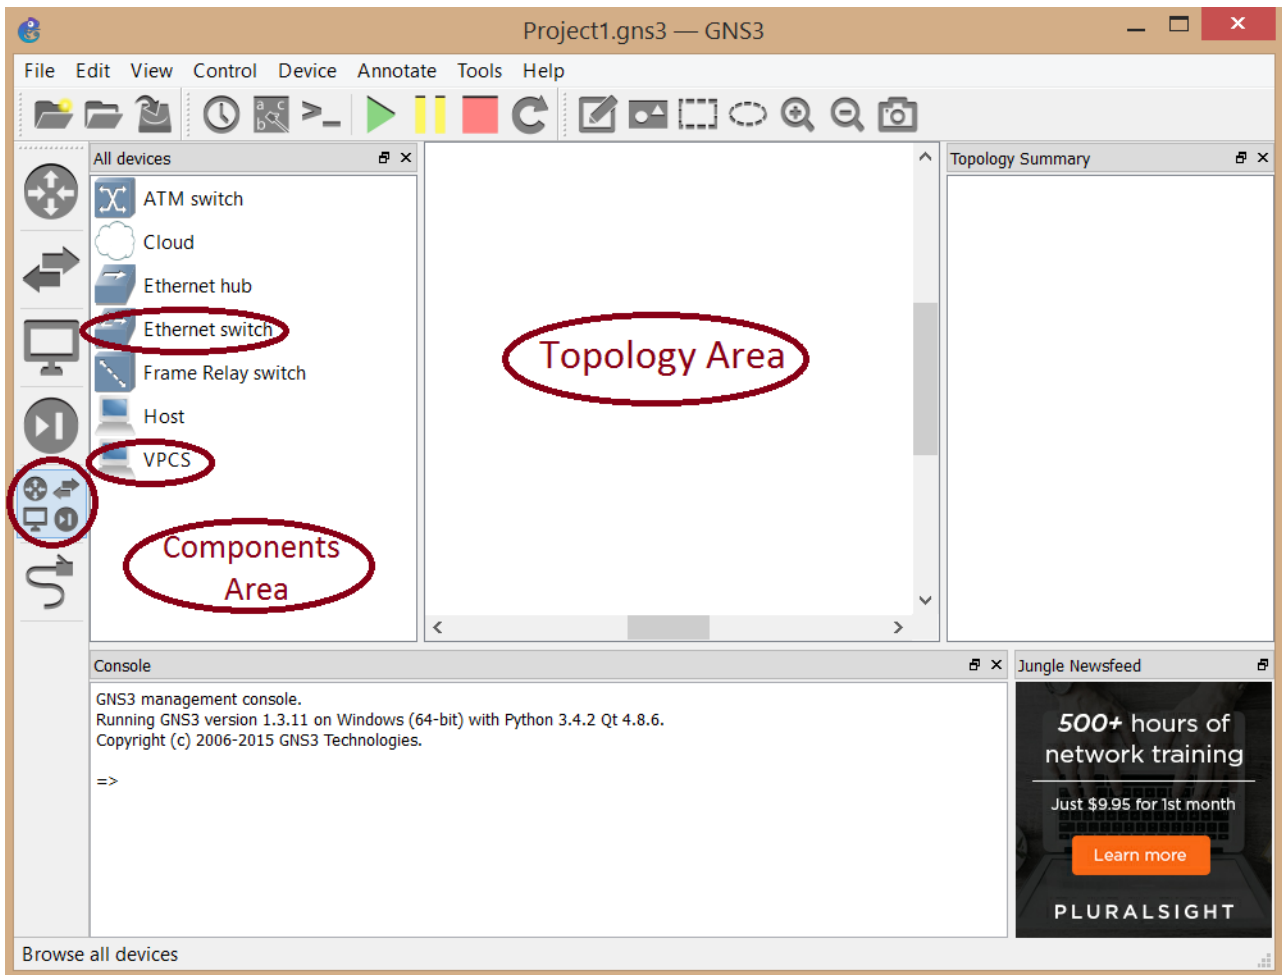 Project1.gns3 — GNS3
File Edit View Control Device Annotate Tools Help
All devices
Topology Summary
ATM switch
Cloud
Ethernet hub
Ethernet switch
Frame Relay switch
Host
VPCS
Components
Area
Topology Area
Console
GNS3 management console.
Running GNS3 version 1.3.11 on Windows (64-bit) with Python 3.4.2 Qt 4.8.6.
Copyright (c) 2006-2015 GNS3 Technologies.
=>
Jungle Newsfeed
500+ hours of
network training
Just $9.95 for 1st month
Learn more
PLURALSIGHT
Browse all devices